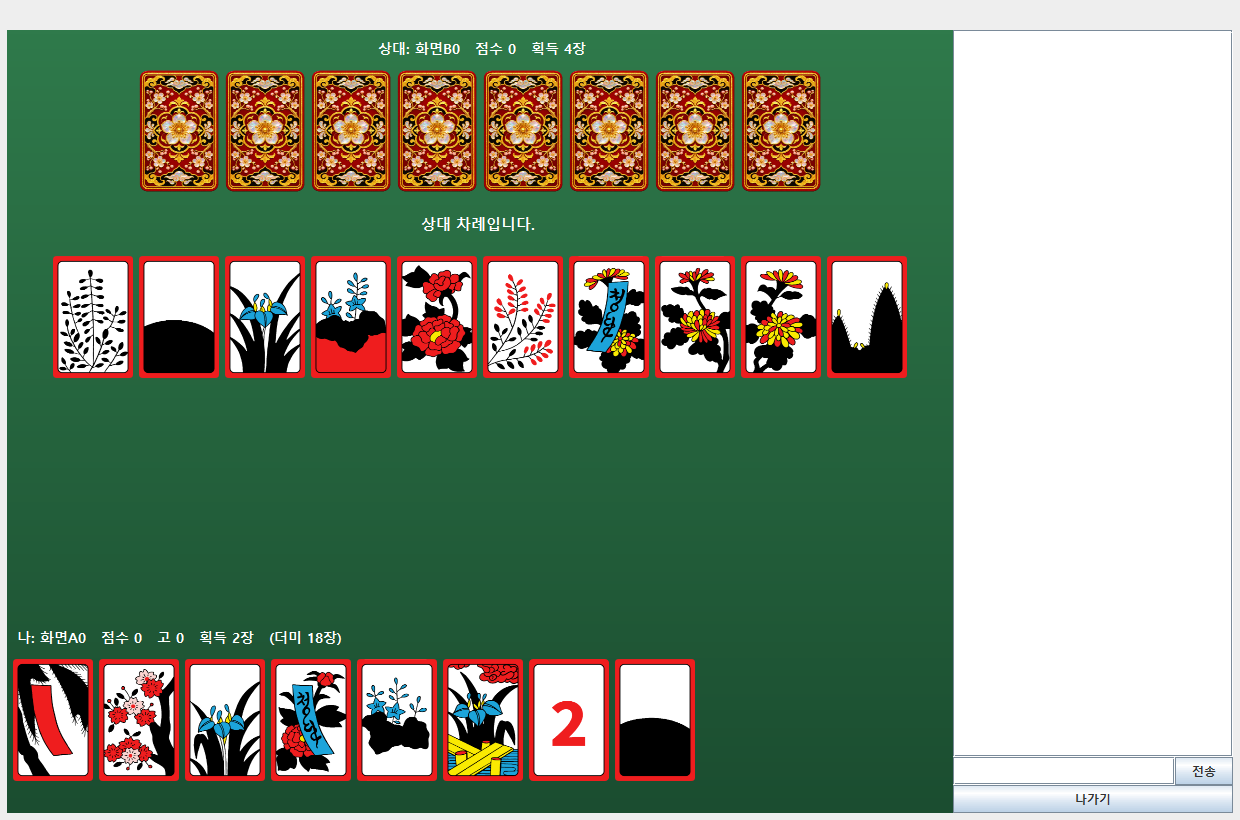 상대: 화면B0 점수 0 획득 4장
상대 차례입니다.
청단
나: 화면A0 점수 0 고 0 획득 2장 (더미 18장)
청단
2
전송
나가기